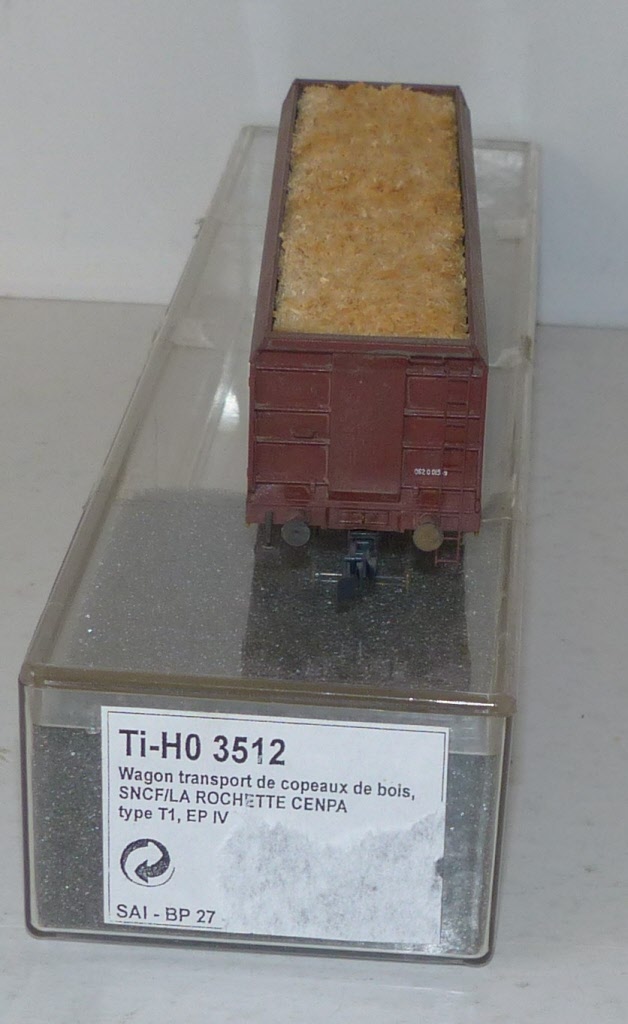 Ti-H0 3512
Wagon transport de copeaux de bois,
SNCF/LA ROCHETTE CENPA
type T1, EP IV
SAI - BP 27